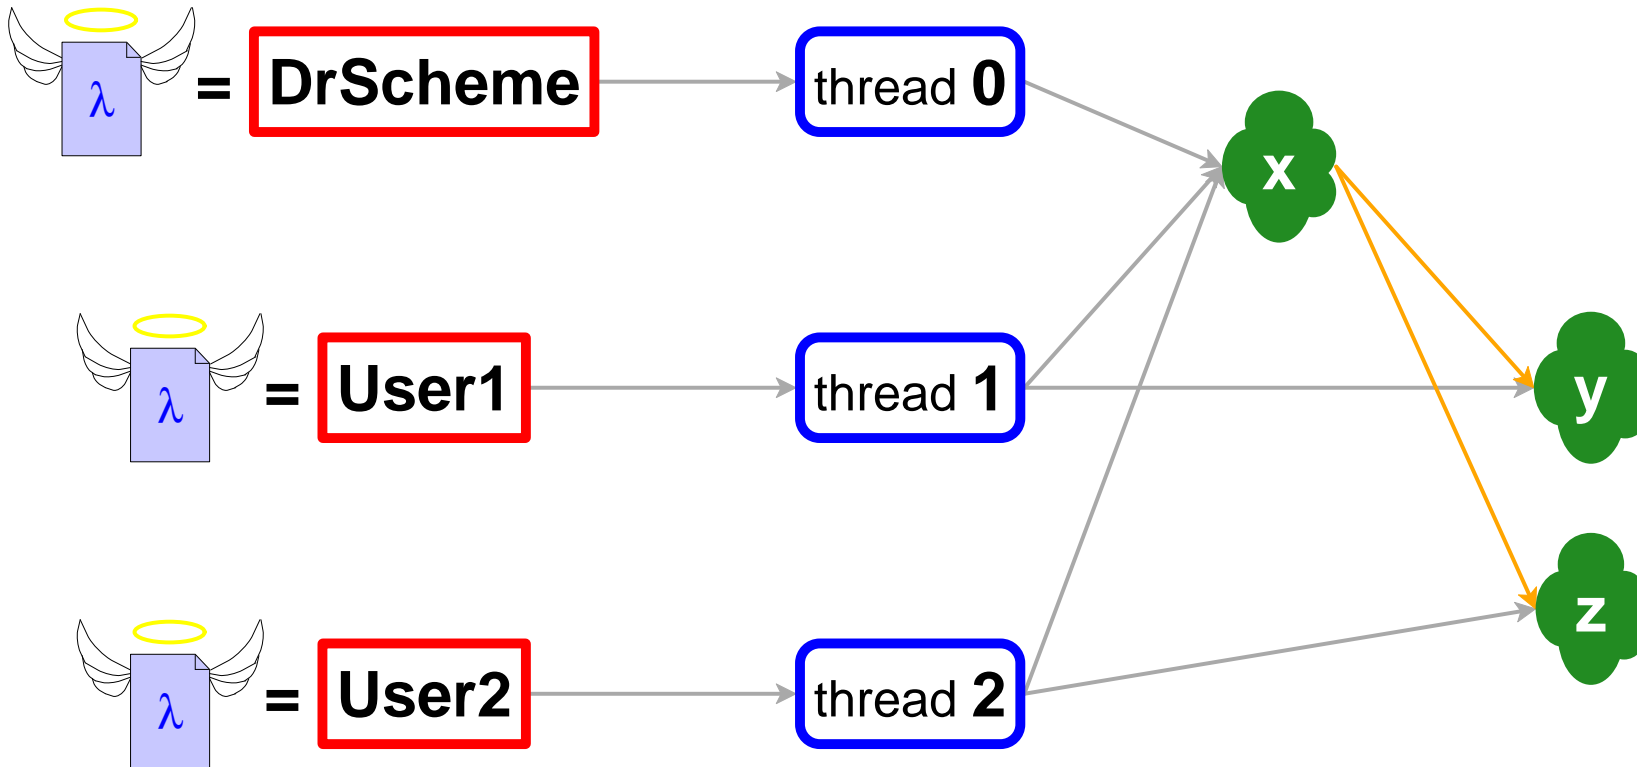 λ = DrScheme thread 0
x
λ = User1 thread 1
y
z
λ = User2 thread 2